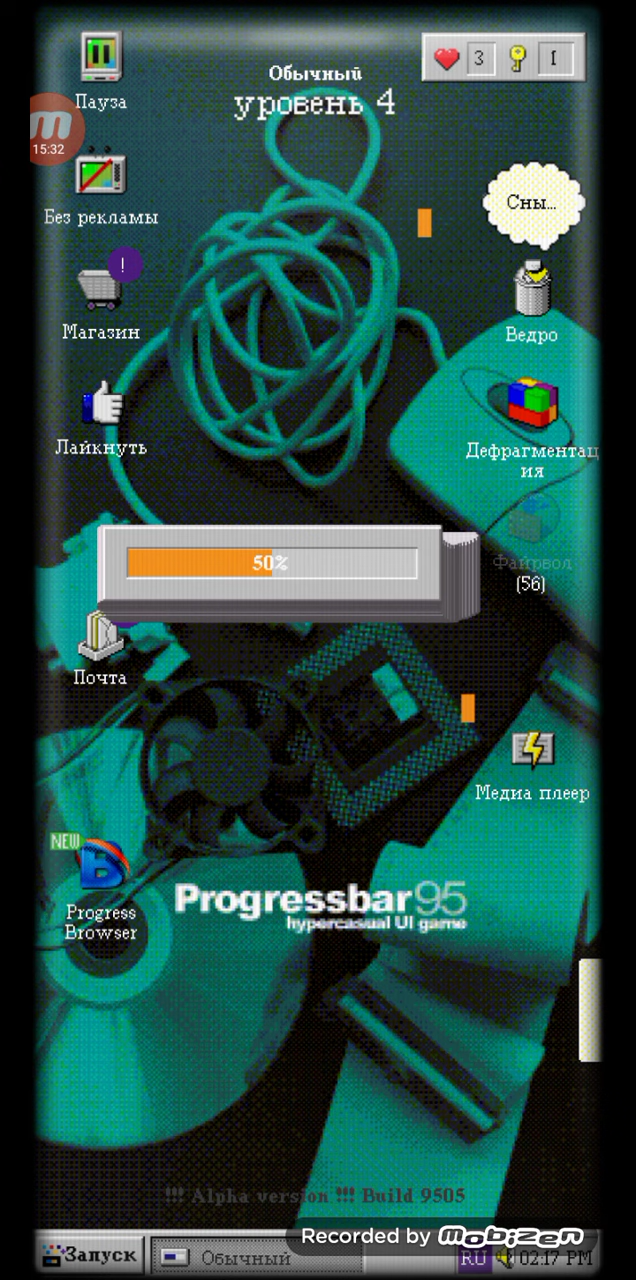 Обычный
уровень 4
3
1
Пауза
15:32
Без рекламы
Сны...
!
Магазин
Ведро
Лайкнуть
Дефрагментац
ия
50%
Файрвол
(56)
Почта
Медиа плеер
NEW
Progress
Browser
Progressbar95
hypercasual UI game
!!! Alpha version !!! Build 9505
Recorded by mobizen
Запуск
Обычный
RU
02:17 PM